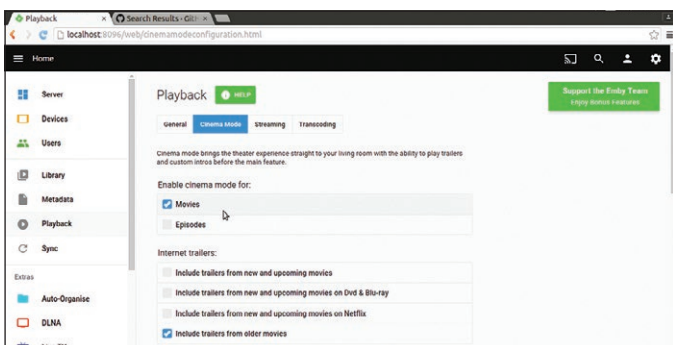 Playback
Search Results - Git
localhost:8096/web/cinemamodeconfiguration.html
Home
Server
Devices
Users
Library
Metadata
Playback
Sync
Extras
Auto-Organise
DLNA
Playback HELP
General Cinema Mode Streaming Transcoding
Cinema mode brings the theater experience straight to your living room with the ability to play trailers
and custom intros before the main feature.
Enable cinema mode for:
Movies
Episodes
Internet trailers:
Include trailers from new and upcoming movies
Include trailers from new and upcoming movies on Dvd & Blu-ray
Include trailers from new and upcoming movies on Netflix
Include trailers from older movies
Support the Emby Team
Enjoy Bonus Features